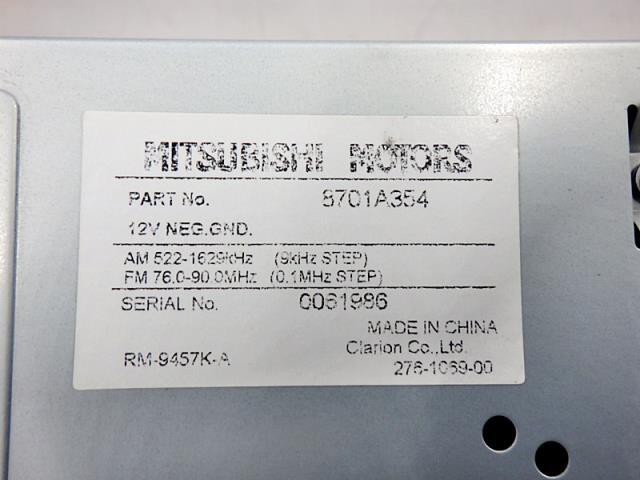 MITSUBISHI MOTORS
PART No. 8701A354
12V NEG.GND.
AM 522-1629kHz (9kHz STEP)
FM 76.0-90.0MHz (0.1MHz STEP)
SERIAL No. 0061986
MADE IN CHINA
Clarion Co.,Ltd.
RM-9457K-A
276-1069-00